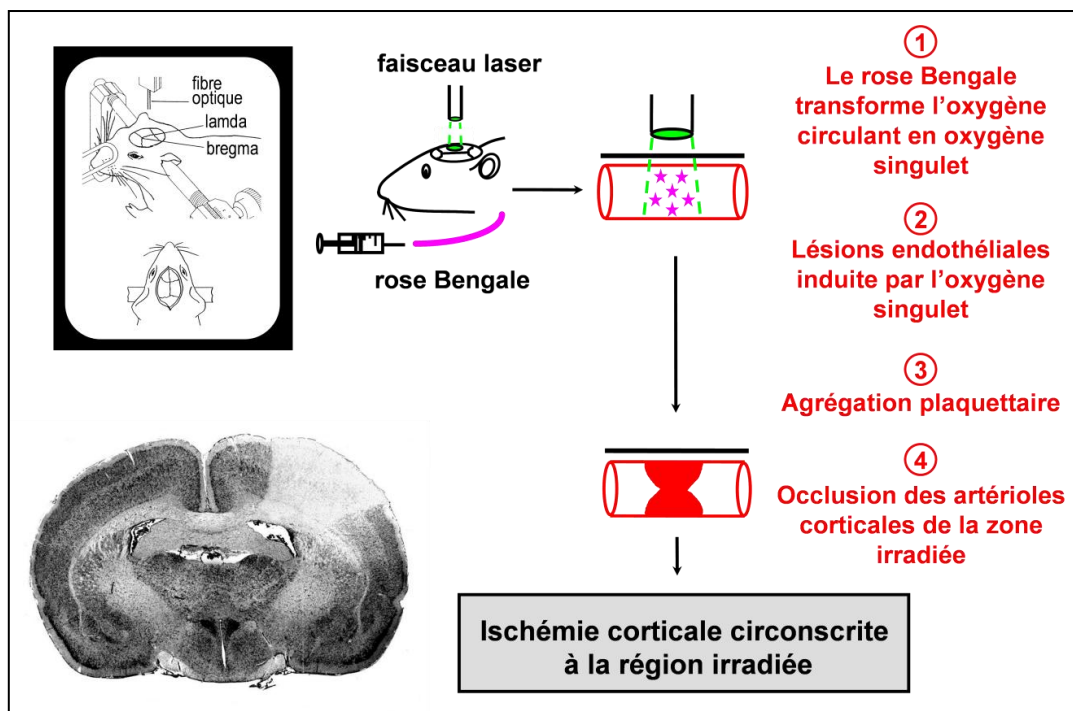 fibre
optique
lamda
bregma
faisceau laser
rose Bengale
①
Le rose Bengale
transforme l’oxygène
circulant en oxygène
singulet
②
Lésions endothéliales
induite par l’oxygène
singulet
③
Agrégation plaquettaire
④
Occlusion des artérioles
corticales de la zone
irradiée
Ischémie corticale circonscrite
à la région irradiée